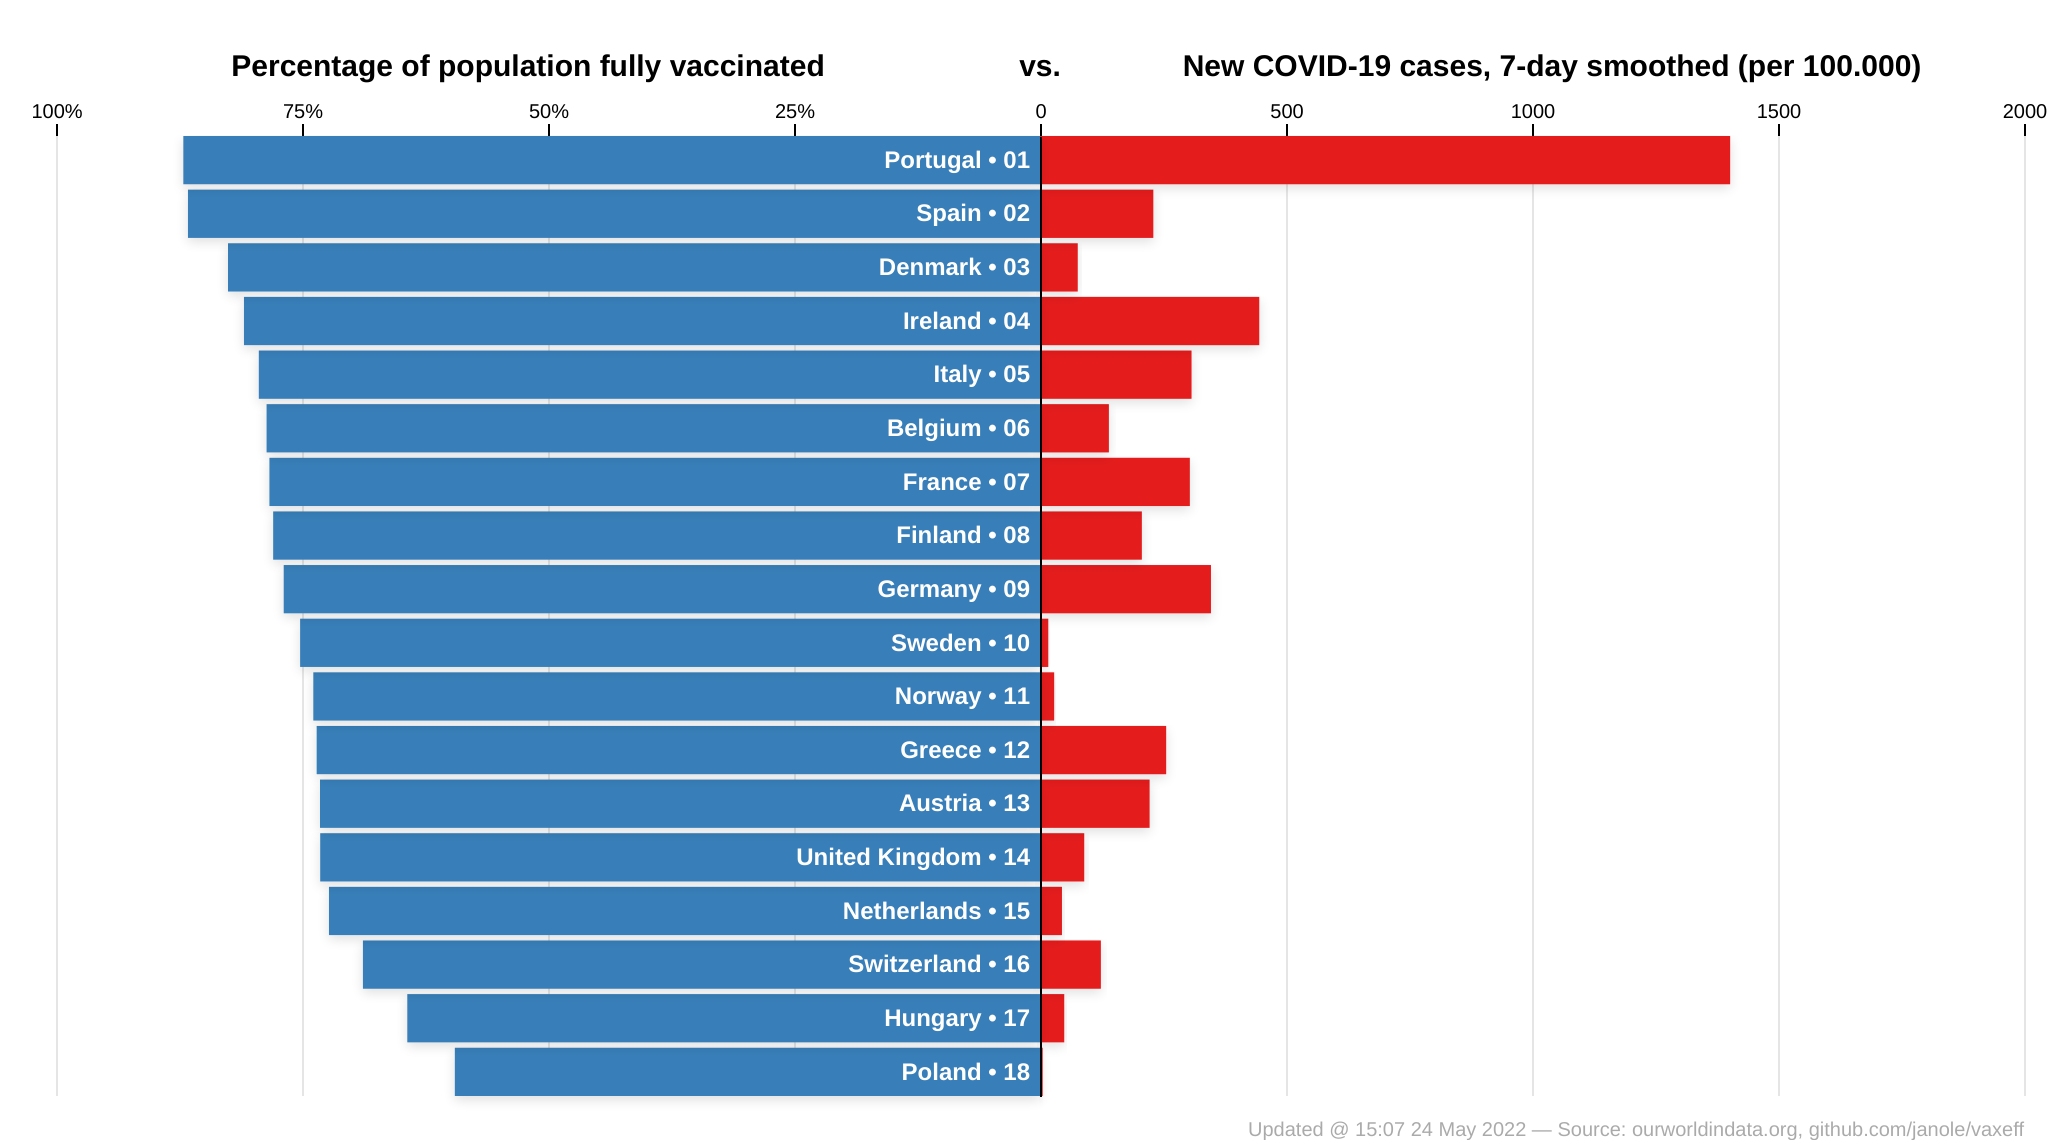 Percentage of population fully vaccinated vs. New COVID-19 cases, 7-day smoothed (per 100.000)
100% 75% 50% 25% 0 500 1000 1500 2000
Portugal • 01
Spain • 02
Denmark • 03
Ireland • 04
Italy • 05
Belgium • 06
France • 07
Finland • 08
Germany • 09
Sweden • 10
Norway • 11
Greece • 12
Austria • 13
United Kingdom • 14
Netherlands • 15
Switzerland • 16
Hungary • 17
Poland • 18
Updated @ 15:07 24 May 2022 — Source: ourworldindata.org, github.com/janole/vaxeff